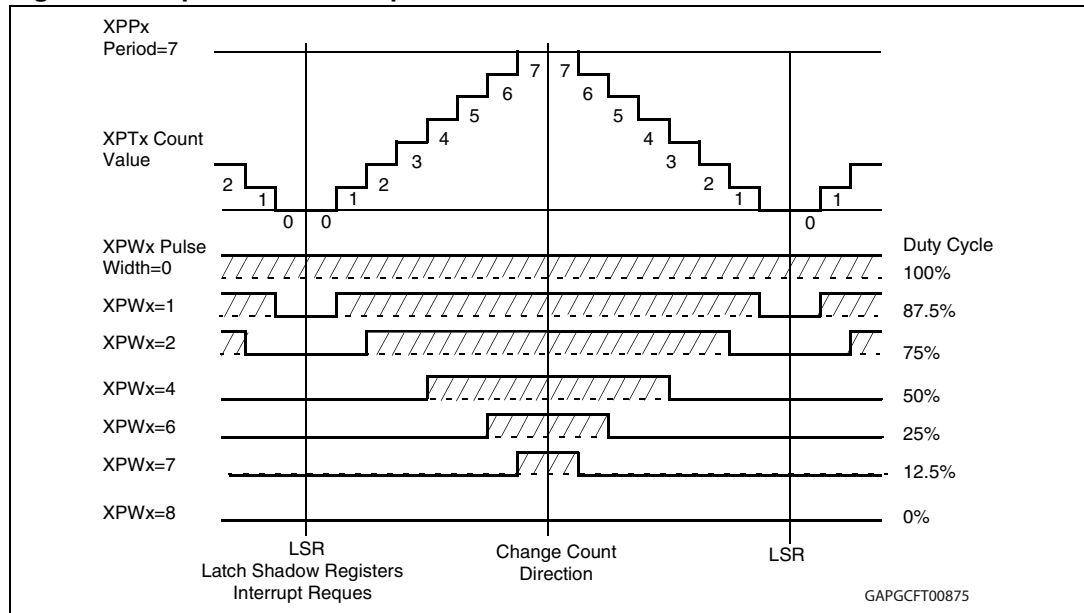 XPPx
Period=7
7 7
6 6
5 5
4 4
XPTx Count
Value
3 3
2 2 2
1 1 1 1
0 0 0
XPWx Pulse
Width=0
Duty Cycle
100%
XPWx=1 87.5%
XPWx=2 75%
XPWx=4 50%
XPWx=6 25%
XPWx=7 12.5%
XPWx=8 0%
LSR
Latch Shadow Registers
Interrupt Reques
Change Count
Direction
LSR
GAPGCFT00875